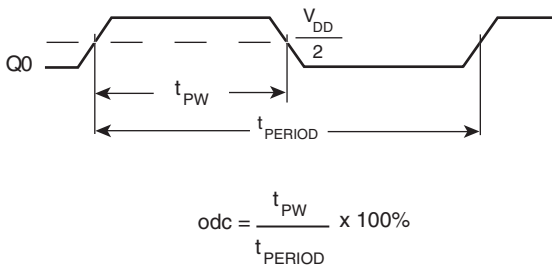 V_DD
2
Q0
t_PW
t_PERIOD
odc = t_PW / t_PERIOD x 100%